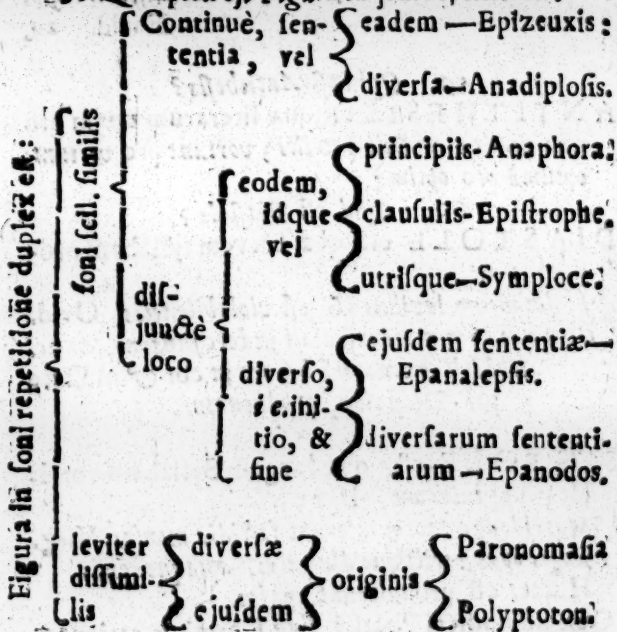 Figura in ſoni repetitione duplex eſt:
ſoni ſcil. ſimilis
Continuè, ſen-
tentia, vel
eadem — Epizeuxis:
diverſa — Anadiploſis.
diſ-
junctè
loco
eodem,
idque
vel
principiis - Anaphora:
clauſulis - Epiſtrophe.
utriſque — Symploce:
diverſo,
i e. ini-
tio, &
fine
ejuſdem ſententiæ —
Epanalepſis.
diverſarum ſententi-
arum — Epanodos.
leviter
diſſimi-
lis
diverſæ
ejuſdem
originis
Paronomaſia
Polyptoton: